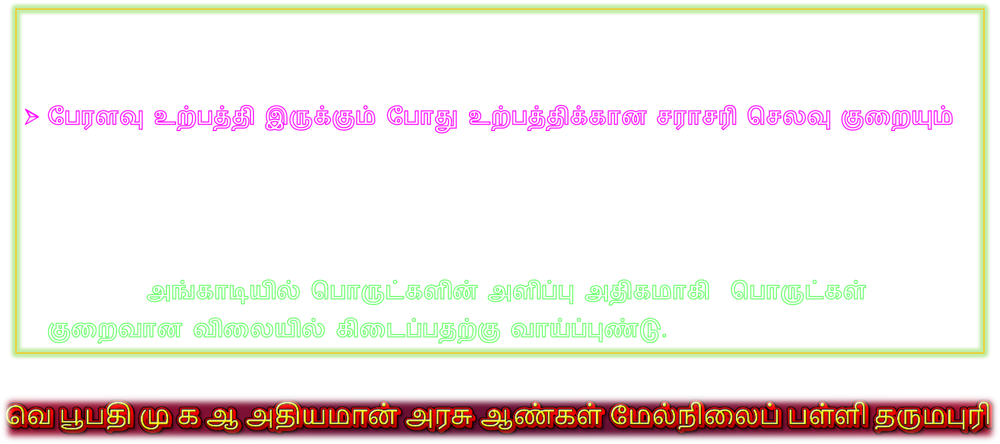 ➢ பேரளவு உற்பத்தி இருக்கும் போது உற்பத்திக்கான சராசரி செலவு குறையும்
அங்காடியில் பொருட்களின் அளிப்பு அதிகமாகி பொருட்கள்
குறைவான விலையில் கிடைப்பதற்கு வாய்ப்புண்டு.
வெ பூபதி மு க ஆ அதியமான் அரசு ஆண்கள் மேல்நிலைப் பள்ளி தருமபுரி